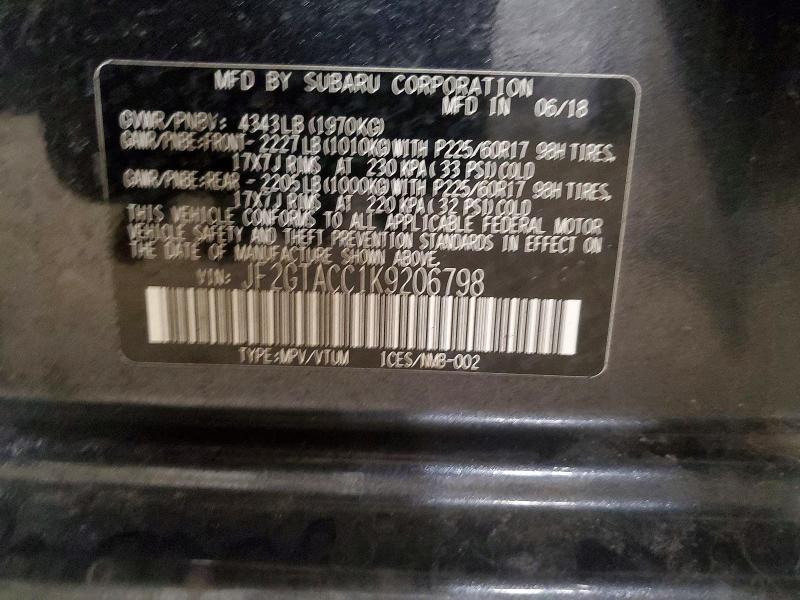 MFD BY SUBARU CORPORATION
MFD IN 06/18
GVWR/PNBV: 4343LB (1970KG)
GAWR/PNBE:FRONT- 2227LB (1010KG) WITH P225/60R17 98H TIRES,
17X7J RIMS AT 230 KPA( 33 PSI)COLD
GAWR/PNBE:REAR - 2205LB (1000KG) WITH P225/60R17 98H TIRES,
17X7J RIMS AT 220 KPA( 32 PSI)COLD
THIS VEHICLE CONFORMS TO ALL APPLICABLE FEDERAL MOTOR
VEHICLE SAFETY AND THEFT PREVENTION STANDARDS IN EFFECT ON
THE DATE OF MANUFACTURE SHOWN ABOVE.
VIN: JF2GTACC1K9206798
TYPE:MPV/VTUM 1CES/NMB-002